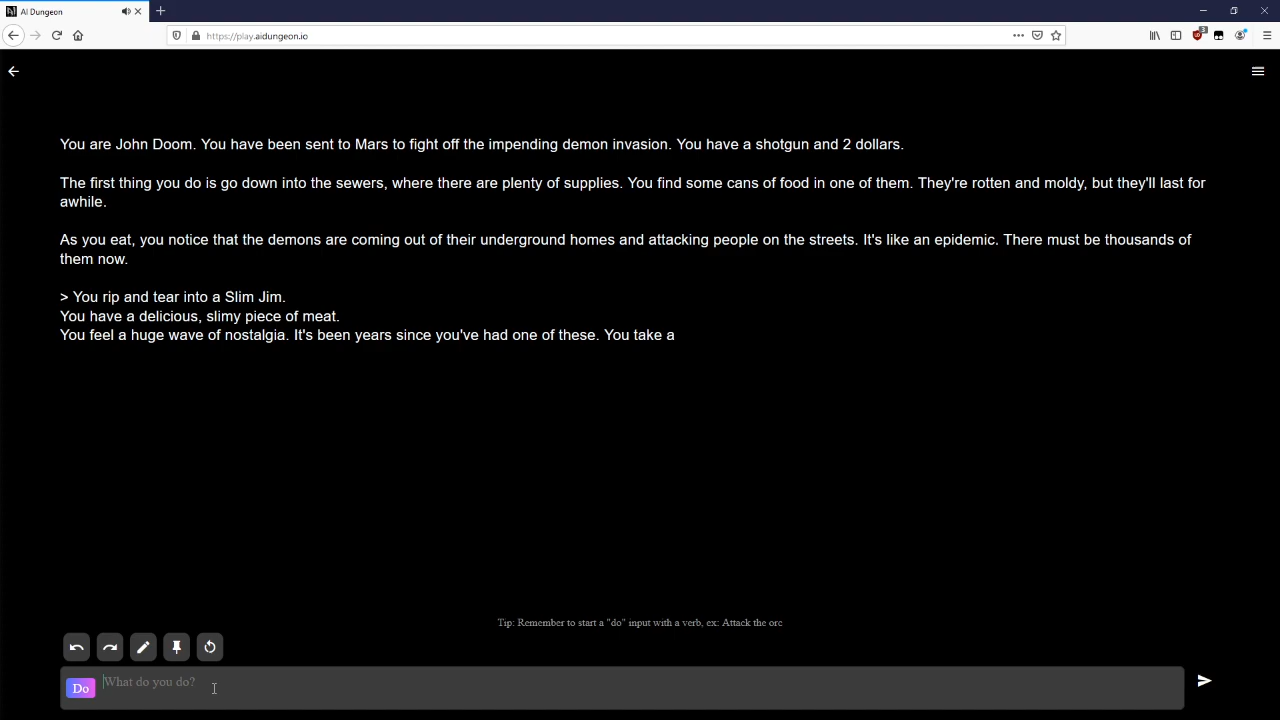 AI Dungeon
https://play.aidungeon.io
You are John Doom. You have been sent to Mars to fight off the impending demon invasion. You have a shotgun and 2 dollars.
The first thing you do is go down into the sewers, where there are plenty of supplies. You find some cans of food in one of them. They're rotten and moldy, but they'll last for
awhile.
As you eat, you notice that the demons are coming out of their underground homes and attacking people on the streets. It's like an epidemic. There must be thousands of
them now.
> You rip and tear into a Slim Jim.
You have a delicious, slimy piece of meat.
You feel a huge wave of nostalgia. It's been years since you've had one of these. You take a
Tip: Remember to start a "do" input with a verb, ex: Attack the orc
Do What do you do?